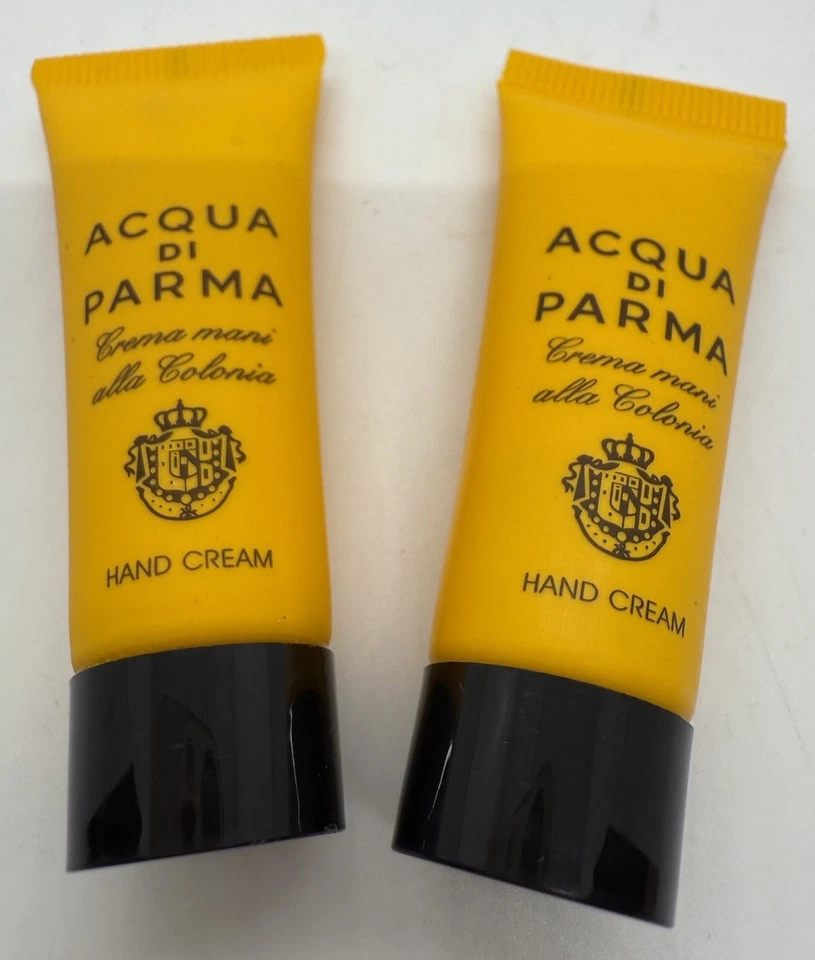 ACQUA
DI
PARMA
Crema mani
alla Colonia
HAND CREAM
ACQUA
DI
PARMA
Crema mani
alla Colonia
HAND CREAM